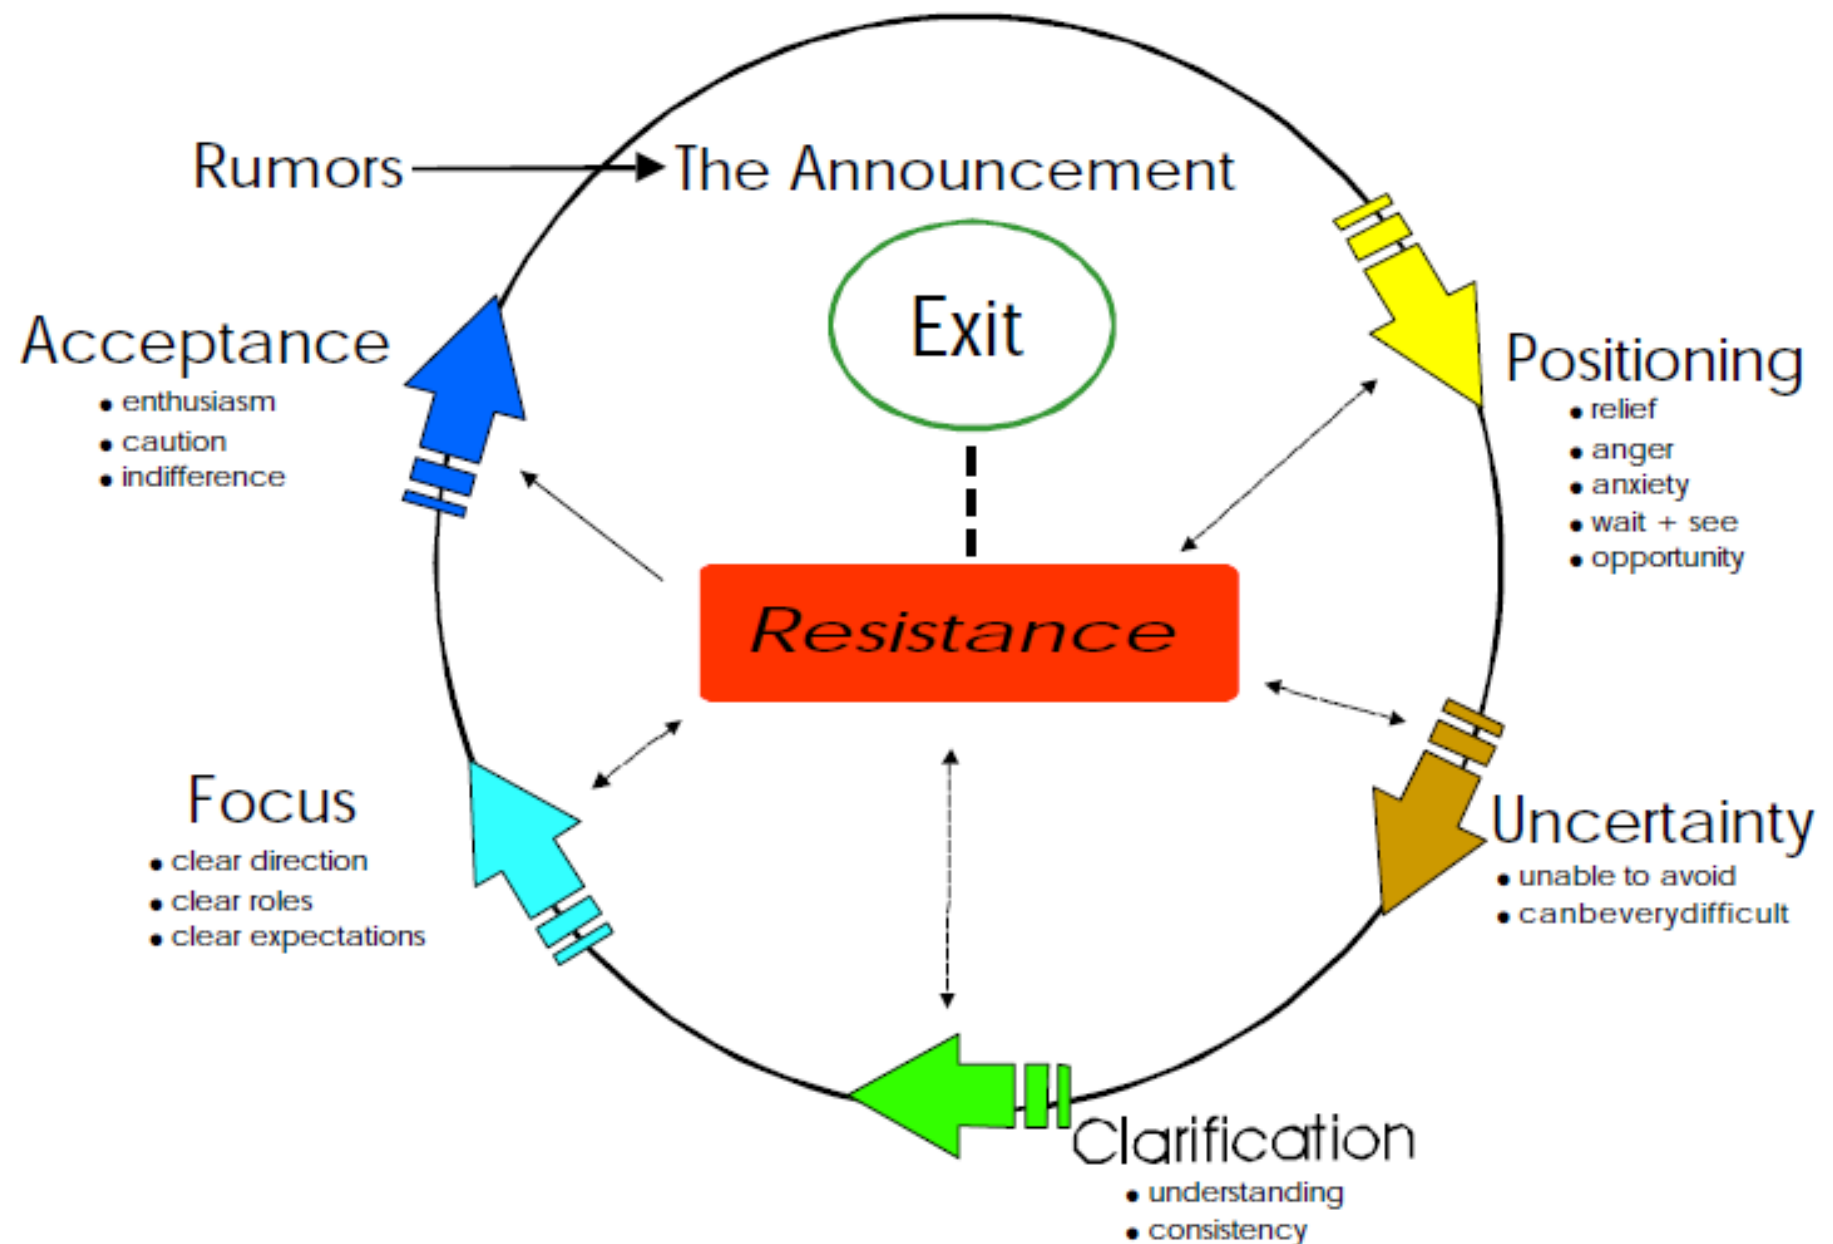 Rumors
The Announcement
Exit
Acceptance
• enthusiasm
• caution
• indifference
Positioning
• relief
• anger
• anxiety
• wait + see
• opportunity
Resistance
Focus
• clear direction
• clear roles
• clear expectations
Uncertainty
• unable to avoid
• canbeverydifficult
Clarification
• understanding
• consistency